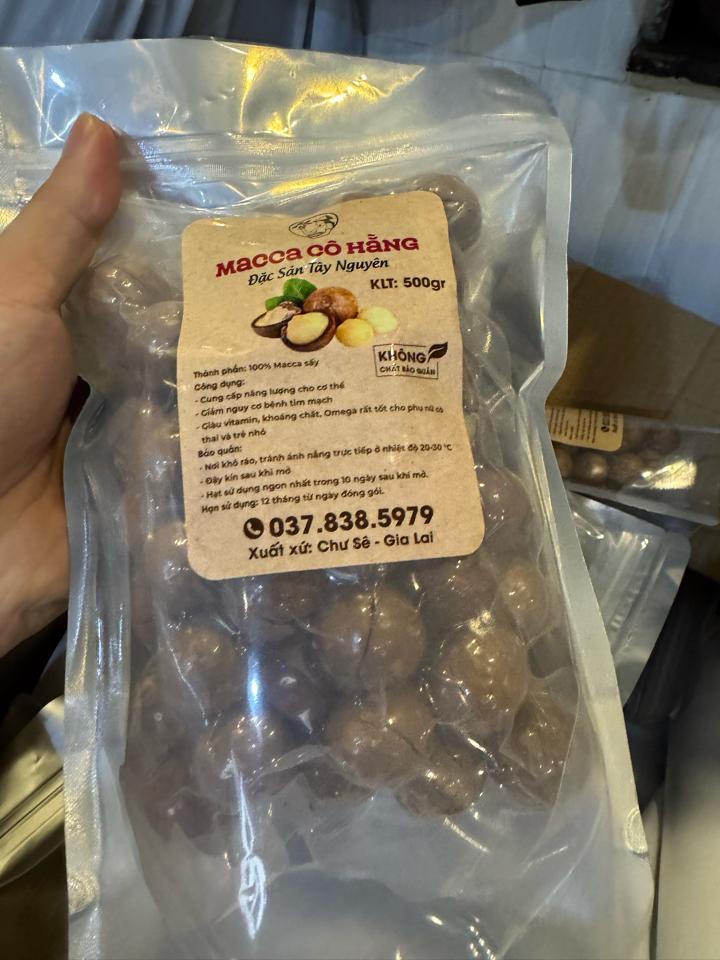 Macca CÔ HẰNG
Đặc Sản Tây Nguyên
KLT: 500gr
KHÔNG
CHẤT BẢO QUẢN
Thành phần: 100% Macca sấy
Công dụng:
- Cung cấp năng lượng cho cơ thể
- Giảm nguy cơ bệnh tim mạch
- Giàu vitamin, khoáng chất, Omega rất tốt cho phụ nữ có
thai và trẻ nhỏ
Bảo quản:
- Nơi khô ráo, tránh ánh nắng trực tiếp ở nhiệt độ 20-30 °C
- Đậy kín sau khi mở
- Hạt sử dụng ngon nhất trong 10 ngày sau khi mở.
Hạn sử dụng: 12 tháng từ ngày đóng gói.
037.838.5979
Xuất xứ: Chư Sê - Gia Lai